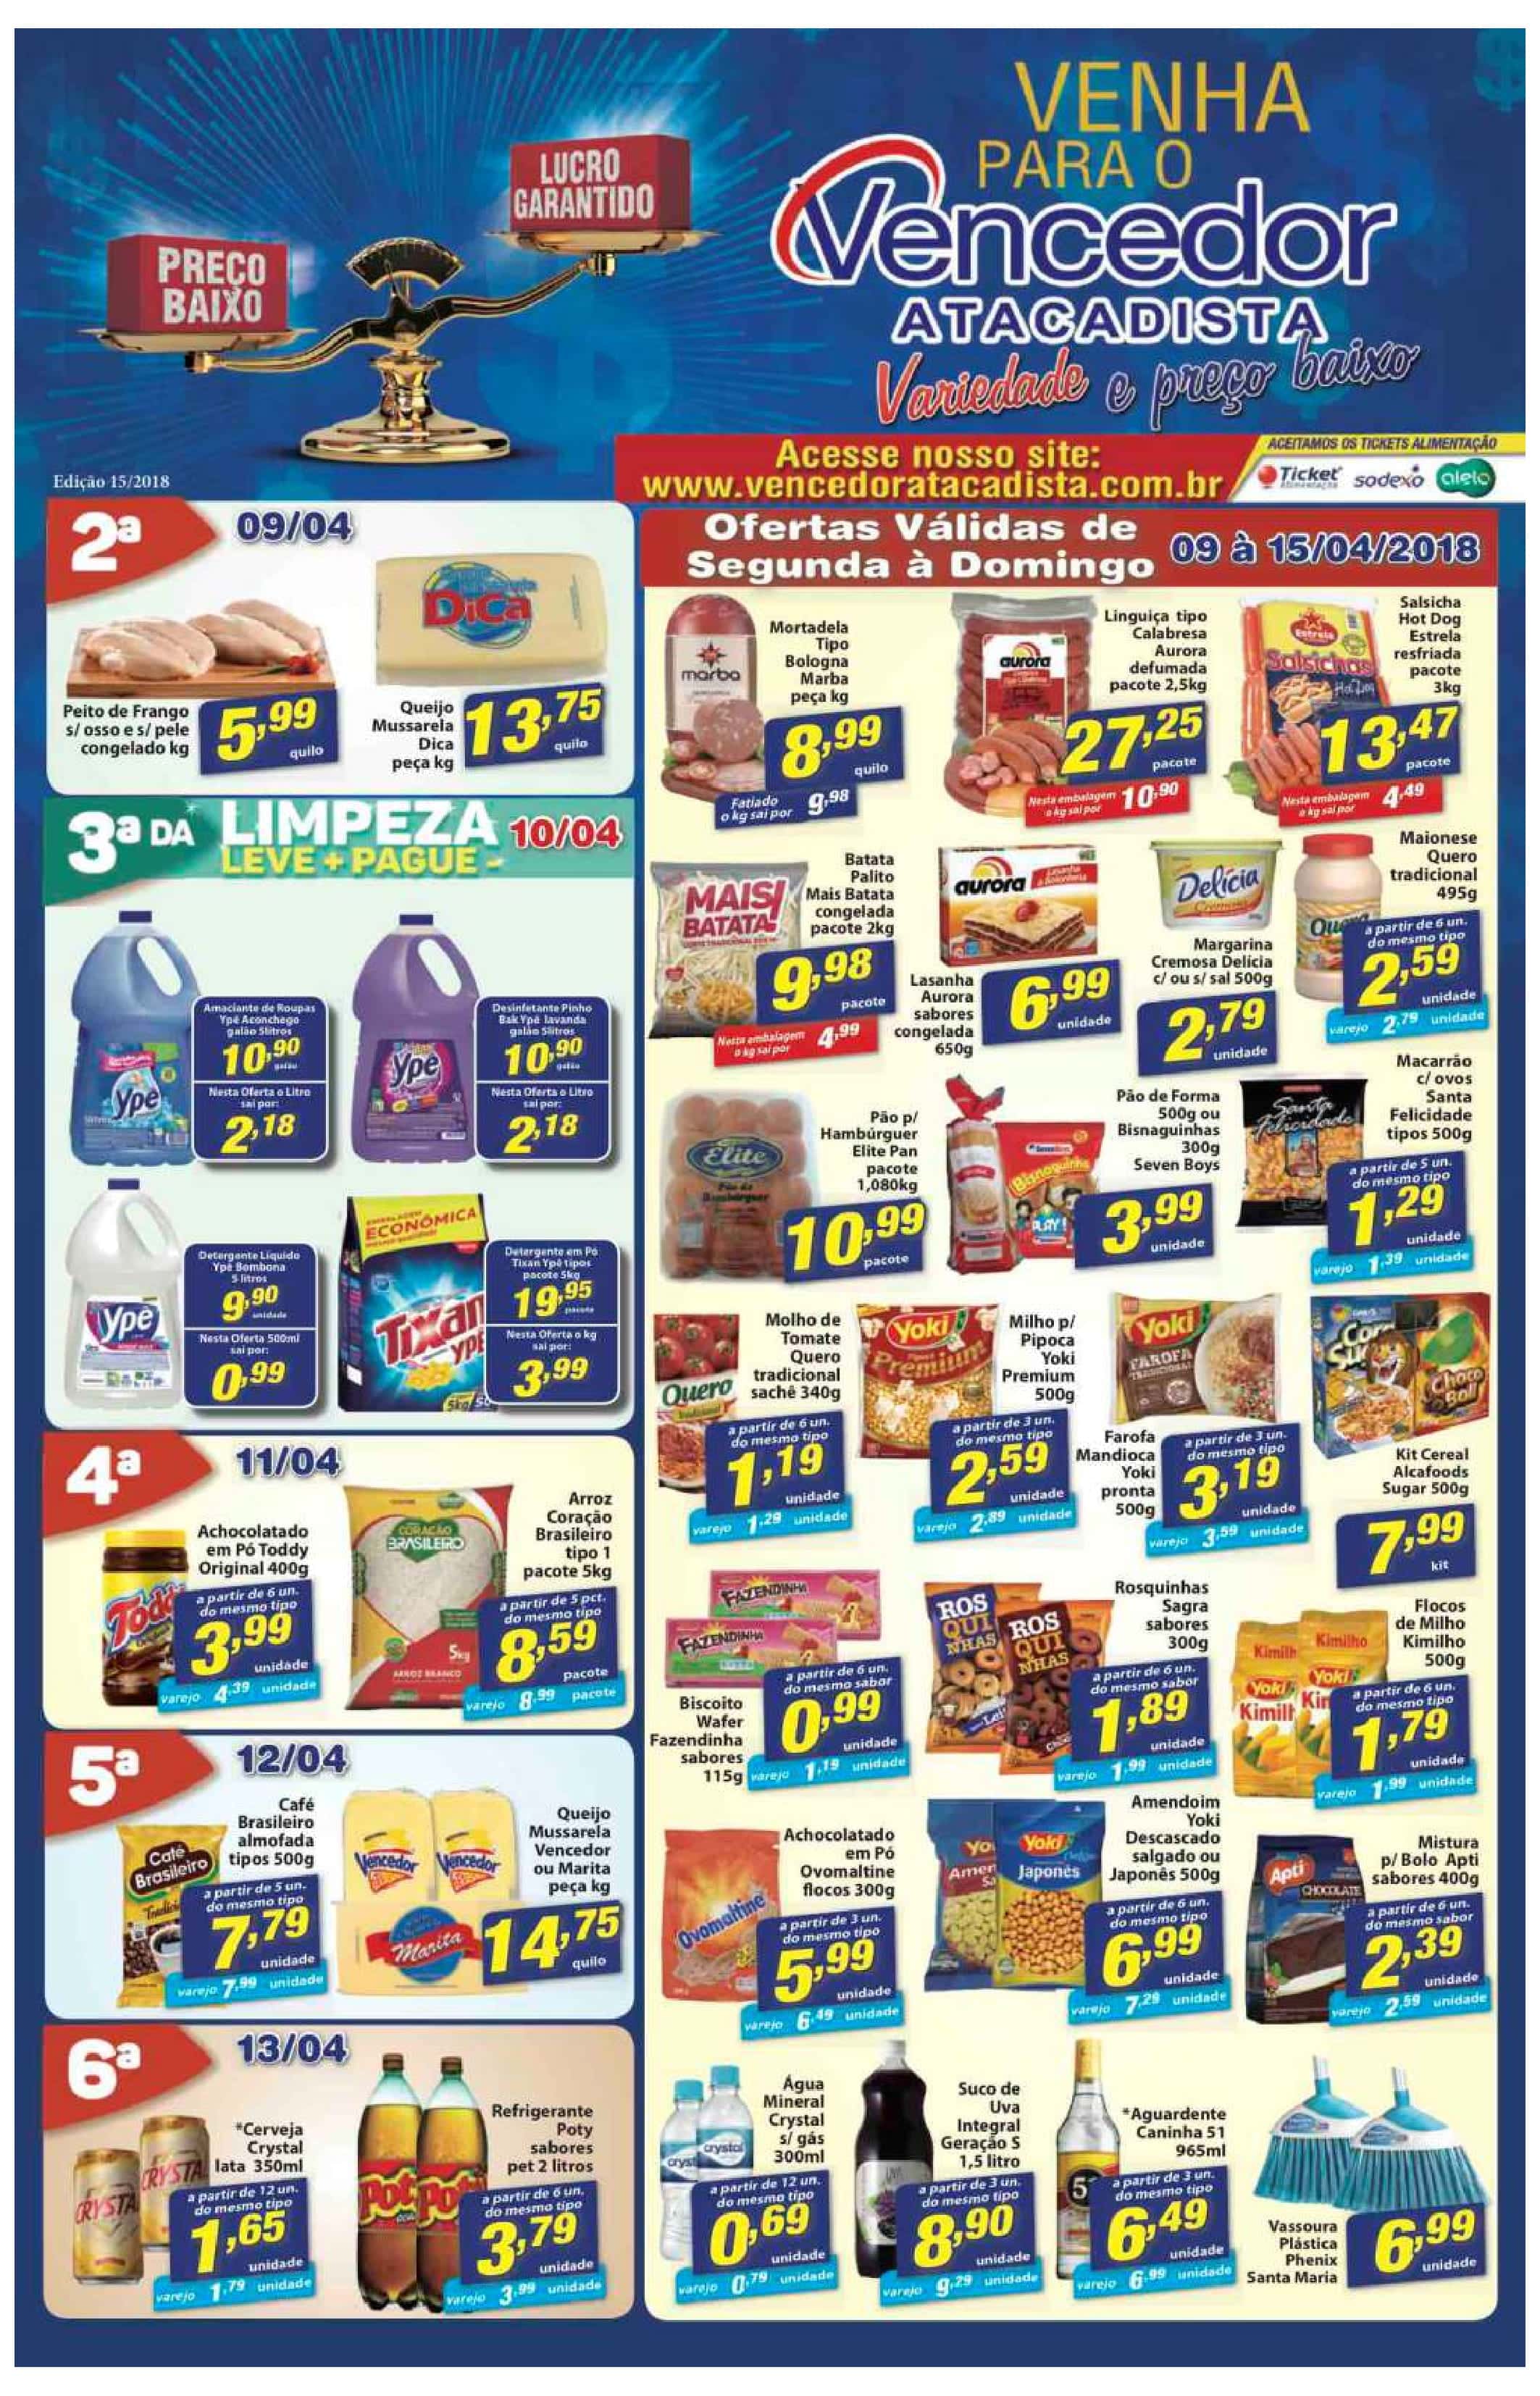 VENHA
PARA O
Vencedor
ATACADISTA
Variedade e preço baixo
LUCRO
GARANTIDO
PREÇO
BAIXO
Edição 15/2018
Acesse nosso site:
www.vencedoratacadista.com.br
ACEITAMOS OS TICKETS ALIMENTAÇÃO
Ticket
sodexo
alelo
2ª
09/04
DiCa
Peito de Frango
s/ osso e s/ pele
congelado kg
5,99
quilo
Queijo
Mussarela
Dica
peça kg
13,75
quilo
3ª DA LIMPEZA 10/04
LEVE + PAGUE -
Ypê
Amaciante de Roupas
Ypê Aconchego
galão 5litros
10,90
galão
Nesta Oferta o Litro
sai por:
2,18
Ypê
Desinfetante Pinho
Bak Ypê lavanda
galão 5litros
10,90
galão
Nesta Oferta o Litro
sai por:
2,18
Ypê
Detergente Líquido
Ypê Bombona
5 litros
9,90
unidade
Nesta Oferta 500ml
sai por:
0,99
ECONÔMICA
Tixan
YPÊ
Detergente em Pó
Tixan Ypê tipos
pacote 5kg
19,95
pacote
Nesta Oferta o kg
sai por:
3,99
4ª
11/04
Achocolatado
em Pó Toddy
Original 400g
a partir de 6 un.
do mesmo tipo
3,99
unidade
varejo 4,39 unidade
CORAÇÃO
BRASILEIRO
5kg
ARROZ BRANCO
Arroz
Coração
Brasileiro
tipo 1
pacote 5kg
a partir de 5 pct.
do mesmo tipo
8,59
pacote
varejo 8,99 pacote
5ª
12/04
Café
Brasileiro
Café
Brasileiro
almofada
tipos 500g
a partir de 5 un.
do mesmo tipo
7,79
unidade
varejo 7,99 unidade
Vencedor
Vencedor
Marita
Queijo
Mussarela
Vencedor
ou Marita
peça kg
14,75
quilo
6ª
13/04
*Cerveja
Crystal
lata 350ml
a partir de 12 un.
do mesmo tipo
1,65
unidade
varejo 1,79 unidade
Refrigerante
Poty
sabores
pet 2 litros
a partir de 6 un.
do mesmo tipo
3,79
unidade
varejo 3,99 unidade
Ofertas Válidas de
Segunda à Domingo
09 à 15/04/2018
marba
Mortadela
Tipo
Bologna
Marba
peça kg
8,99
quilo
Fatiado
o kg sai por 9,98
aurora
Linguiça tipo
Calabresa
Aurora
defumada
pacote 2,5kg
27,25
pacote
Nesta embalagem
o kg sai por 10,90
Estrela
Salsichas
Hot Dog
Salsicha
Hot Dog
Estrela
resfriada
pacote
3kg
13,47
pacote
Nesta embalagem
o kg sai por 4,49
MAIS!
BATATA
Batata
Palito
Mais Batata
congelada
pacote 2kg
9,98
pacote
Nesta embalagem
o kg sai por 4,99
aurora
Lasanha
à Bolonhesa
Lasanha
Aurora
sabores
congelada
650g
6,99
unidade
Delícia
Cremosa
Margarina
Cremosa Delícia
c/ ou s/ sal 500g
2,79
unidade
Maionese
Quero
tradicional
495g
a partir de 6 un.
do mesmo tipo
2,59
unidade
varejo 2,79 unidade
Elite
Pão de
Hambúrguer
Pão p/
Hambúrguer
Elite Pan
pacote
1,080kg
10,99
pacote
Bisnaguinha
PLAY!
Pão de Forma
500g ou
Bisnaguinhas
300g
Seven Boys
3,99
unidade
Santa
Felicidade
Macarrão
c/ ovos
Santa
Felicidade
tipos 500g
a partir de 5 un.
do mesmo tipo
1,29
unidade
varejo 1,39 unidade
Quero
Molho de
Tomate
Quero
tradicional
sachê 340g
a partir de 6 un.
do mesmo tipo
1,19
unidade
varejo 1,29 unidade
Yoki
Premium
Milho p/
Pipoca
Yoki
Premium
500g
a partir de 3 un.
do mesmo tipo
2,59
unidade
varejo 2,89 unidade
Yoki
FAROFA
Farofa
Mandioca
Yoki
pronta
500g
a partir de 3 un.
do mesmo tipo
3,19
unidade
varejo 3,59 unidade
Choco
Boll
Kit Cereal
Alcafoods
Sugar 500g
7,99
kit
FAZENDINHA
FAZENDINHA
Biscoito
Wafer
Fazendinha
sabores
115g
a partir de 6 un.
do mesmo sabor
0,99
unidade
varejo 1,19 unidade
ROS
QUI
NHAS
ROS
QUI
NHAS
Rosquinhas
Sagra
sabores
300g
a partir de 6 un.
do mesmo sabor
1,89
unidade
varejo 1,99 unidade
Kimilho
Yoki
Yoki
Flocos
de Milho
Kimilho
500g
a partir de 6 un.
do mesmo tipo
1,79
unidade
varejo 1,99 unidade
Ovomaltine
Achocolatado
em Pó
Ovomaltine
flocos 300g
a partir de 3 un.
do mesmo tipo
5,99
unidade
varejo 6,49 unidade
Yoki
Japonês
Amendoim
Yoki
Descascado
salgado ou
Japonês 500g
a partir de 6 un.
do mesmo tipo
6,99
unidade
varejo 7,29 unidade
Apti
CHOCOLATE
Mistura
p/ Bolo Apti
sabores 400g
a partir de 6 un.
do mesmo sabor
2,39
unidade
varejo 2,59 unidade
crystal
Água
Mineral
Crystal
s/ gás
300ml
a partir de 12 un.
do mesmo tipo
0,69
unidade
varejo 0,79 unidade
Suco de
Uva
Integral
Geração S
1,5 litro
a partir de 3 un.
do mesmo tipo
8,90
unidade
varejo 9,29 unidade
*Aguardente
Caninha 51
965ml
a partir de 3 un.
do mesmo tipo
6,49
unidade
varejo 6,99 unidade
Vassoura
Plástica
Phenix
Santa Maria
6,99
unidade